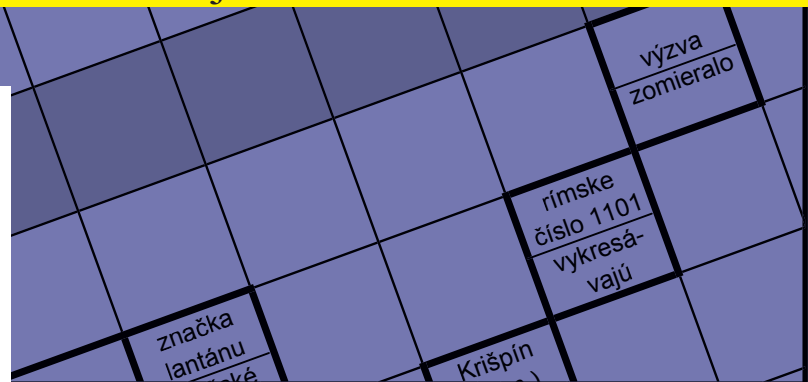 výzva
zomieralo
rímske
číslo 1101
vykresá-
vajú
značka
lantánu
Krišpín